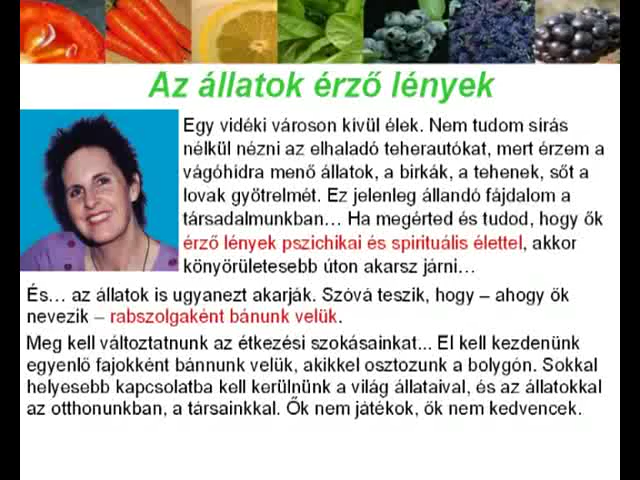 Az állatok érző lények
Egy vidéki városon kívül élek. Nem tudom sírás
nélkül nézni az elhaladó teherautókat, mert érzem a
vágóhídra menő állatok, a birkák, a tehenek, sőt a
lovak gyötrelmét. Ez jelenleg állandó fájdalom a
társadalmunkban… Ha megérted és tudod, hogy ők
érző lények pszichikai és spirituális élettel, akkor
könyörületesebb úton akarsz járni…
És… az állatok is ugyanezt akarják. Szóvá teszik, hogy – ahogy ők
nevezik – rabszolgaként bánunk velük.
Meg kell változtatnunk az étkezési szokásainkat... El kell kezdenünk
egyenlő fajokként bánnunk velük, akikkel osztozunk a bolygón. Sokkal
helyesebb kapcsolatba kell kerülnünk a világ állataival, és az állatokkal
az otthonunkban, a társainkkal. Ők nem játékok, ők nem kedvencek.